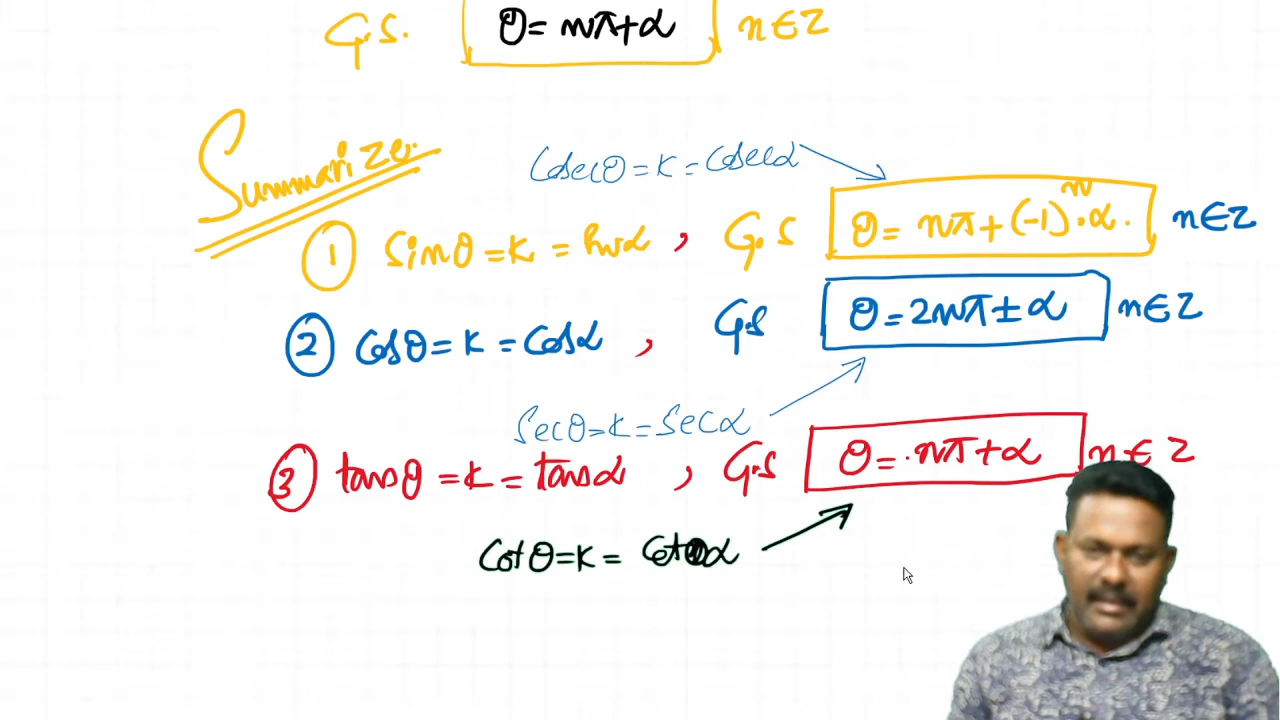 G.S. θ = nπ+α n∈Z
Summarize.
Cosecθ = K = Cosecα
① Sinθ = K = Sinα , G.S θ = nπ + (-1)ⁿ.α. n∈Z
② Cosθ = K = Cosα , G.S θ = 2nπ ± α n∈Z
Secθ = K = Secα
③ tanθ = K = tanα , G.S θ = .nπ + α n∈Z
Cotθ = K = Cotα